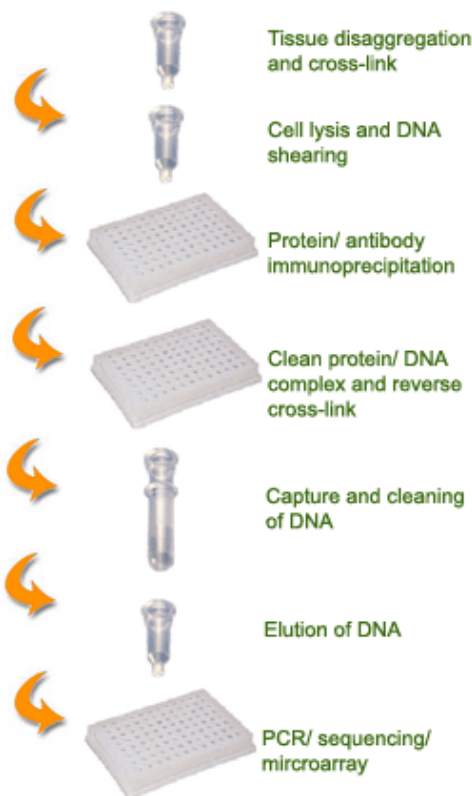 Tissue disaggregation
and cross-link
Cell lysis and DNA
shearing
Protein/ antibody
immunoprecipitation
Clean protein/ DNA
complex and reverse
cross-link
Capture and cleaning
of DNA
Elution of DNA
PCR/ sequencing/
mircroarray